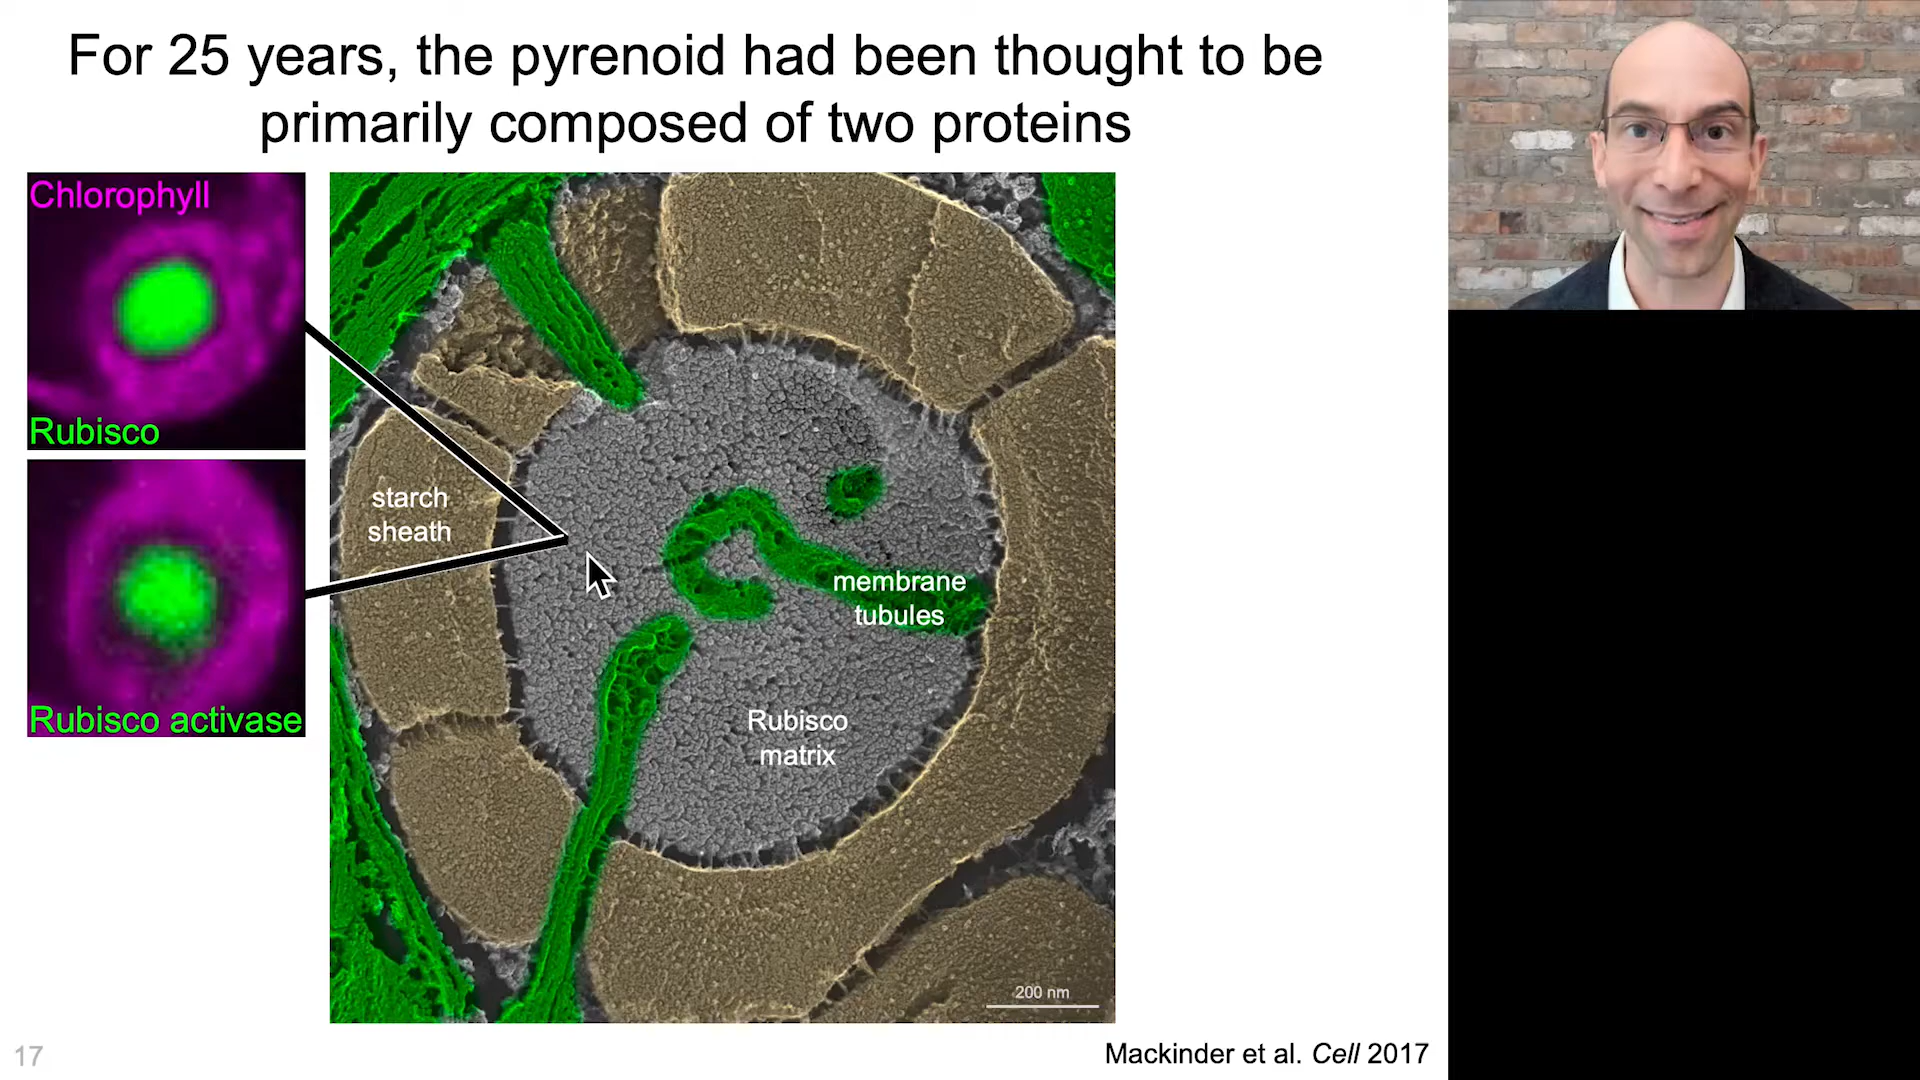 For 25 years, the pyrenoid had been thought to be
primarily composed of two proteins
Chlorophyll
Rubisco
Rubisco activase
starch
sheath
membrane
tubules
Rubisco
matrix
200 nm
17
Mackinder et al. Cell 2017